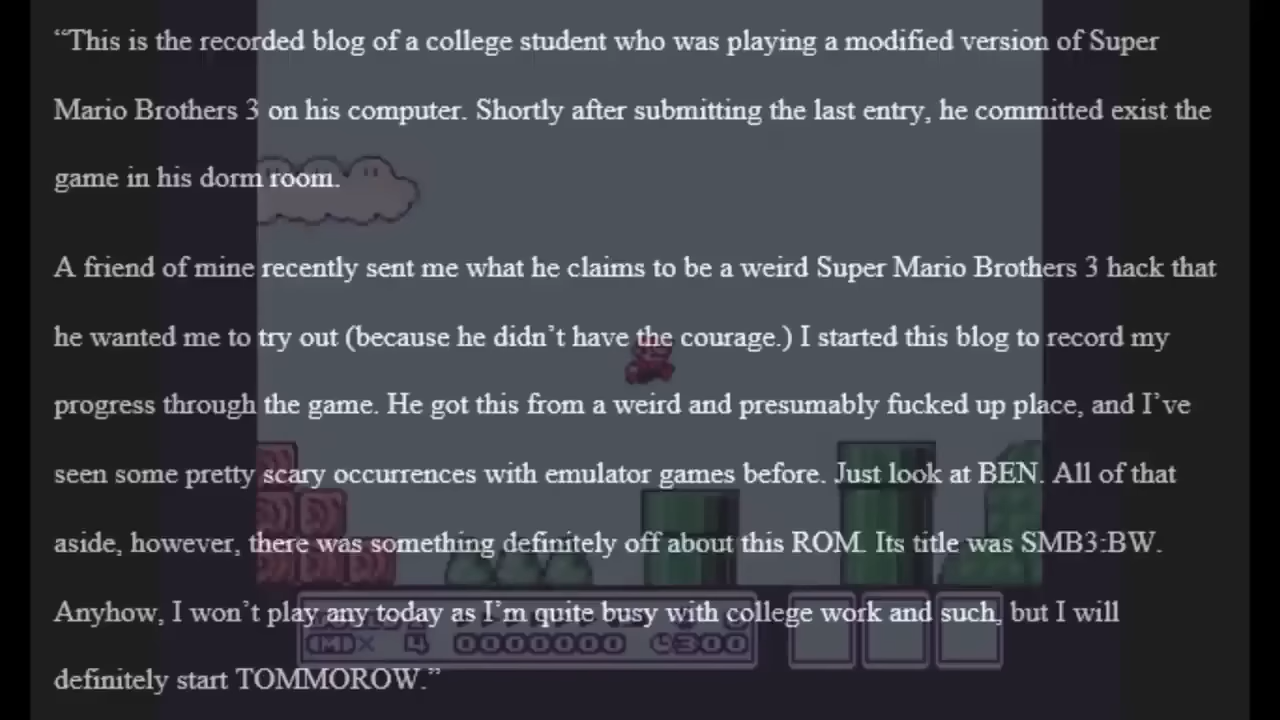 “This is the recorded blog of a college student who was playing a modified version of Super
Mario Brothers 3 on his computer. Shortly after submitting the last entry, he committed exist the
game in his dorm room.
A friend of mine recently sent me what he claims to be a weird Super Mario Brothers 3 hack that
he wanted me to try out (because he didn’t have the courage.) I started this blog to record my
progress through the game. He got this from a weird and presumably fucked up place, and I’ve
seen some pretty scary occurrences with emulator games before. Just look at BEN. All of that
aside, however, there was something definitely off about this ROM. Its title was SMB3:BW.
Anyhow, I won’t play any today as I’m quite busy with college work and such, but I will
definitely start TOMMOROW.”
M x 4 0000000 300